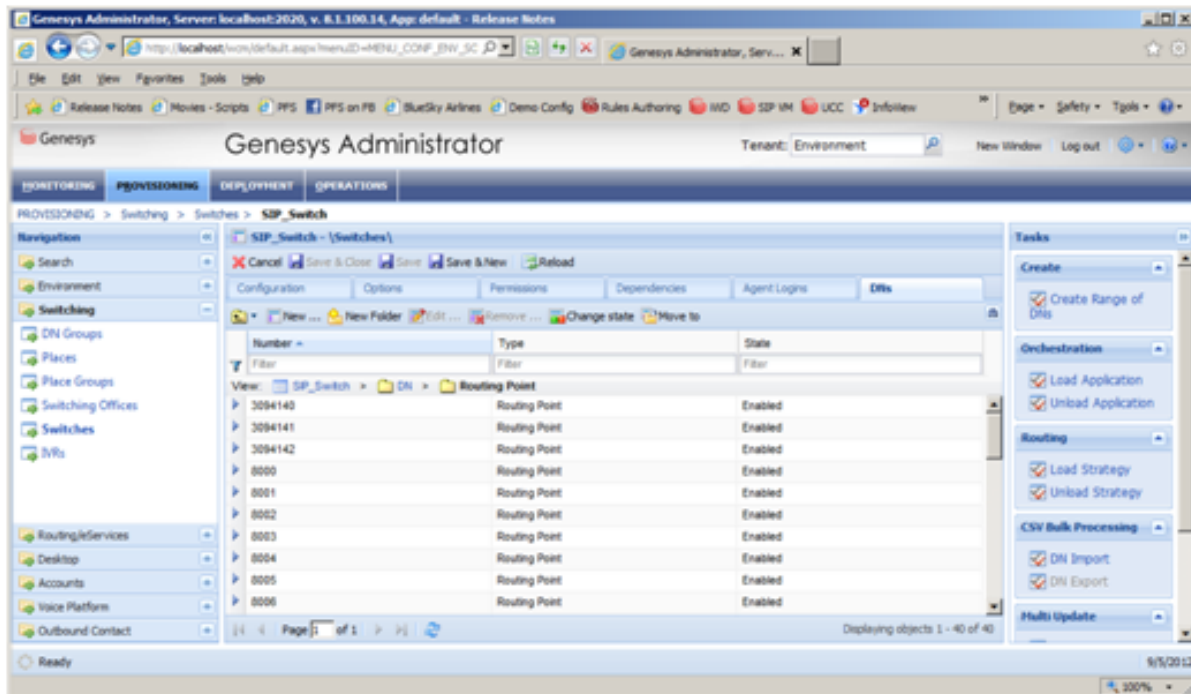 Genesys Administrator, Server: localhost:2020, v. 8.1.100.14, App: default - Release Notes
http://localhost/wcm/default.aspx?menuID=MENU_CONF_ENV_SC
Genesys Administrator, Serv...
File Edit View Favorites Tools Help
Release Notes Movies - Scripts PFS PFS on FB BlueSky Airlines Demo Config Rules Authoring IWD SIP VM UCC InfoView Page Safety Tools
Genesys
Genesys Administrator
Tenant: Environment
New Window Log out
MONITORING PROVISIONING DEPLOYMENT OPERATIONS
PROVISIONING > Switching > Switches > SIP_Switch
Navigation
Search
Environment
Switching
DN Groups
Places
Place Groups
Switching Offices
Switches
IVRs
Routing/eServices
Desktop
Accounts
Voice Platform
Outbound Contact
SIP_Switch - \Switches\
Cancel Save & Close Save Save & New Reload
Configuration Options Permissions Dependencies Agent Logins DNs
New ... New Folder Edit ... Remove ... Change state Move to
Number Type State
Filter Filter Filter
View: SIP_Switch > DN > Routing Point
3094140 Routing Point Enabled
3094141 Routing Point Enabled
3094142 Routing Point Enabled
8000 Routing Point Enabled
8001 Routing Point Enabled
8002 Routing Point Enabled
8003 Routing Point Enabled
8004 Routing Point Enabled
8005 Routing Point Enabled
8006 Routing Point Enabled
Page 1 of 1
Displaying objects 1 - 40 of 40
Tasks
Create
Create Range of
DNs
Orchestration
Load Application
Unload Application
Routing
Load Strategy
Unload Strategy
CSV Bulk Processing
DN Import
DN Export
Multi Update
Ready
9/5/2012
100%